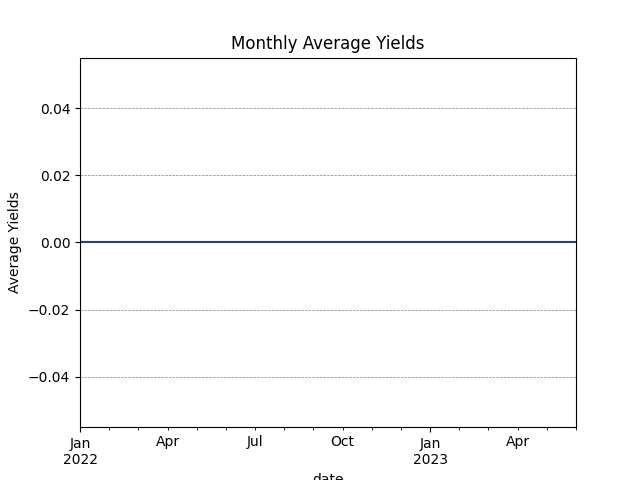 Monthly Average Yields
Average Yields
0.04
0.02
0.00
−0.02
−0.04
Jan
2022
Apr
Jul
Oct
Jan
2023
Apr
date